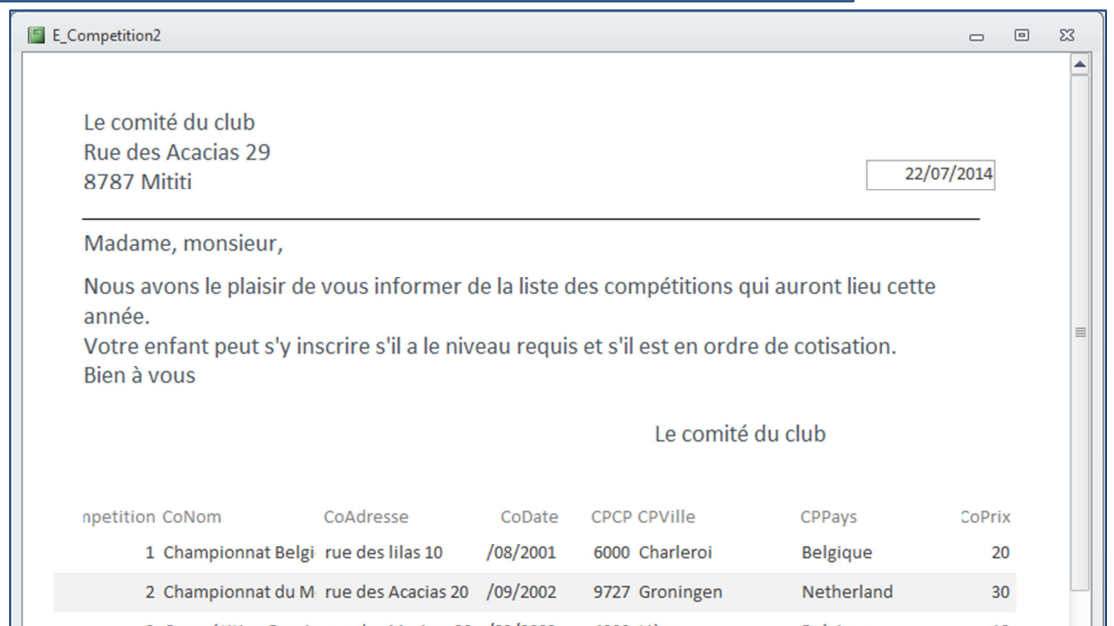 E_Competition2
Le comité du club
Rue des Acacias 29
8787 Mititi
22/07/2014
Madame, monsieur,
Nous avons le plaisir de vous informer de la liste des compétitions qui auront lieu cette
année.
Votre enfant peut s'y inscrire s'il a le niveau requis et s'il est en ordre de cotisation.
Bien à vous
Le comité du club
npetition CoNom CoAdresse CoDate CPCP CPVille CPPays CoPrix
1 Championnat Belgi rue des lilas 10 /08/2001 6000 Charleroi Belgique 20
2 Championnat du M rue des Acacias 20 /09/2002 9727 Groningen Netherland 30